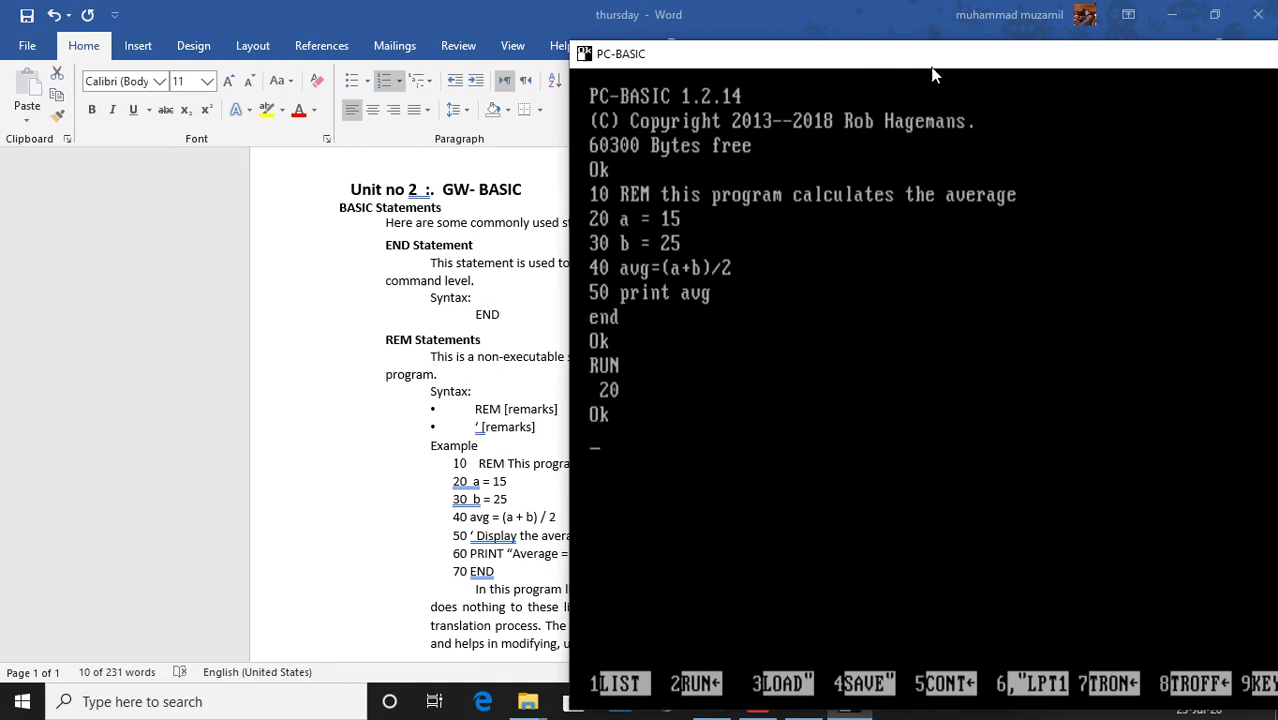 thursday - Word
muhammad muzamil
File Home Insert Design Layout References Mailings Review View Help
Calibri (Body) 11
Aa
Paste
B I U abc x₂ x²
Clipboard
Font
Unit no 2 :. GW- BASIC
BASIC Statements
Here are some commonly used
END Statement
This statement is used to
command level.
Syntax:
END
REM Statements
This is a non-executable
program.
Syntax:
• REM [remarks]
• ‘ [remarks]
Example
10 REM This
20 a = 15
30 b = 25
40 avg = (a + b) / 2
50 ‘ Display the
60 PRINT “Average =
70 END
In this program
does nothing to these
translation process. The
and helps in modifying,
Page 1 of 1 10 of 231 words English (United States)
PC-BASIC
PC-BASIC 1.2.14
(C) Copyright 2013--2018 Rob Hagemans.
60300 Bytes free
Ok
10 REM this program calculates the average
20 a = 15
30 b = 25
40 avg=(a+b)/2
50 print avg
end
Ok
RUN
20
Ok
1LIST 2RUN← 3LOAD" 4SAVE" 5CONT← 6,"LPT1 7TRON← 8TROFF← 9KEY
Type here to search